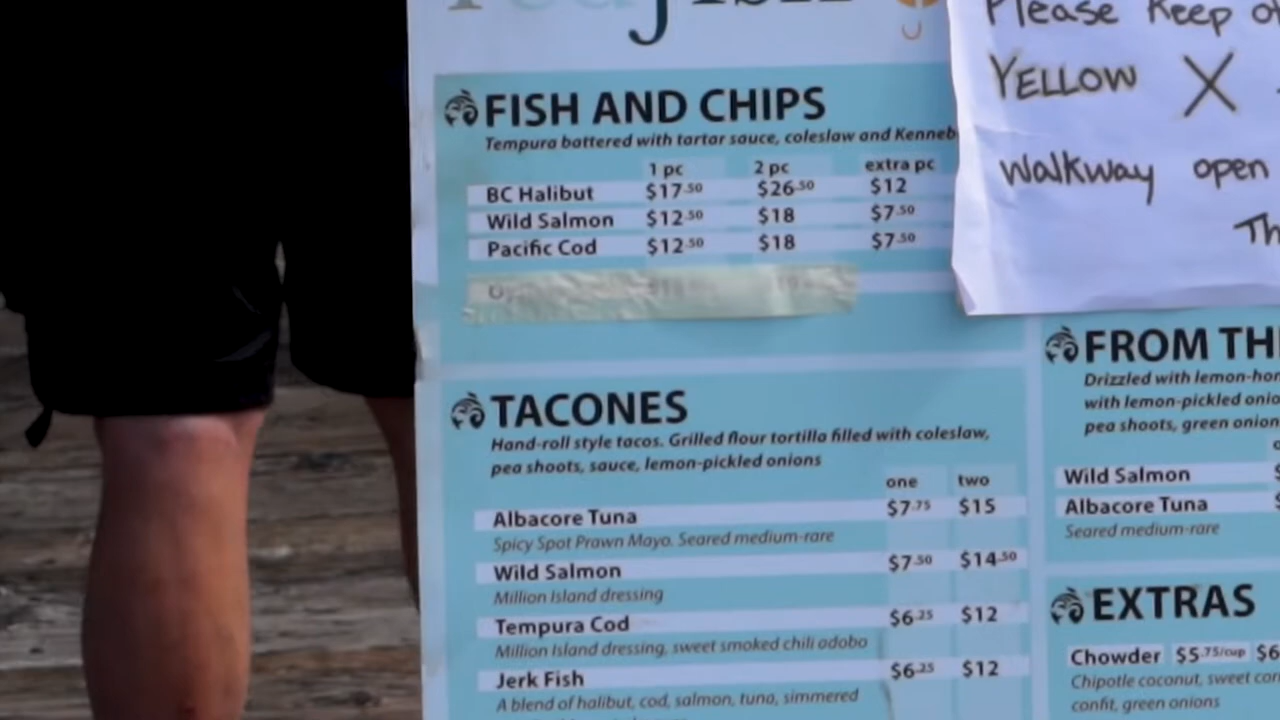 FISH AND CHIPS
Tempura battered with tartar sauce, coleslaw and Kenneb
1 pc 2 pc extra pc
BC Halibut $17.50 $26.50 $12
Wild Salmon $12.50 $18 $7.50
Pacific Cod $12.50 $18 $7.50
TACONES
Hand-roll style tacos. Grilled flour tortilla filled with coleslaw,
pea shoots, sauce, lemon-pickled onions
one two
Albacore Tuna $7.75 $15
Spicy Spot Prawn Mayo. Seared medium-rare
Wild Salmon $7.50 $14.50
Million Island dressing
Tempura Cod $6.25 $12
Million Island dressing, sweet smoked chili adobo
Jerk Fish $6.25 $12
A blend of halibut, cod, salmon, tuna, simmered
Please Keep of
YELLOW X
Walkway open
Th
FROM TH
Drizzled with lemon-hon
with lemon-pickled onio
pea shoots, green onion
Wild Salmon
Albacore Tuna
Seared medium-rare
EXTRAS
Chowder $5.75/cup $6
Chipotle coconut, sweet cor
confit, green onions